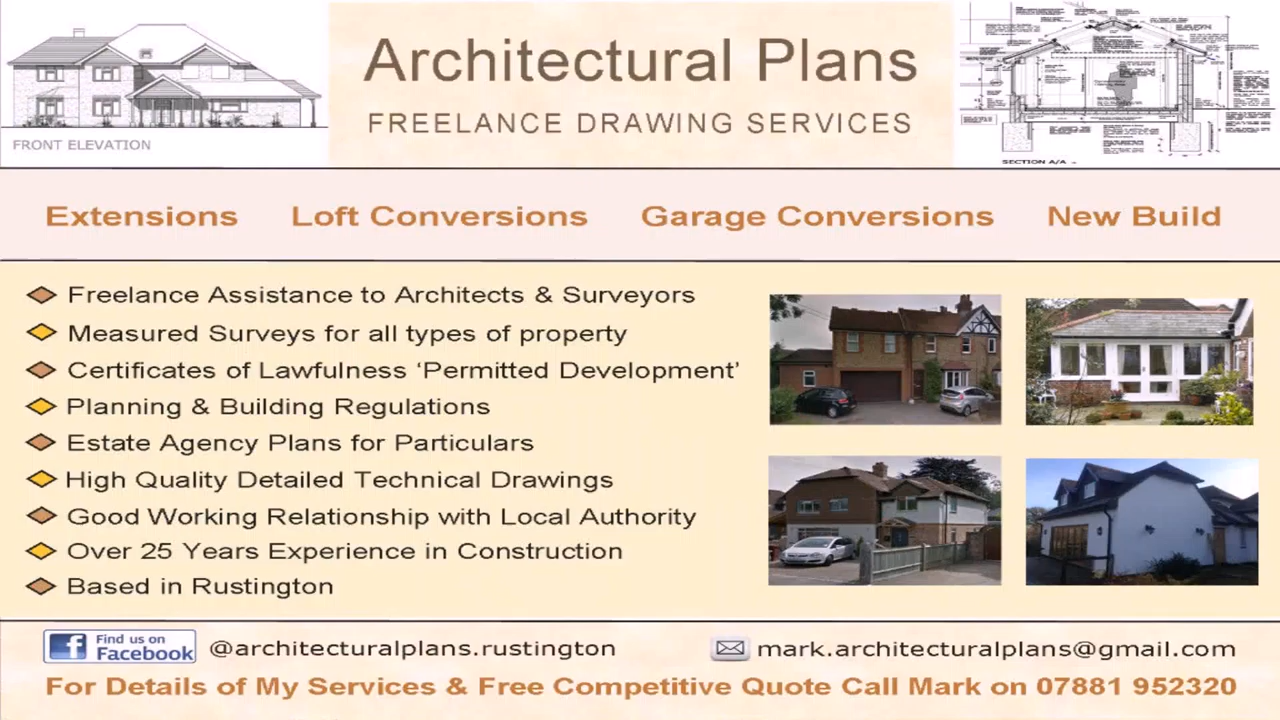 Architectural Plans
FREELANCE DRAWING SERVICES
FRONT ELEVATION
SECTION A/A
Extensions Loft Conversions Garage Conversions New Build
Freelance Assistance to Architects & Surveyors
Measured Surveys for all types of property
Certificates of Lawfulness ‘Permitted Development’
Planning & Building Regulations
Estate Agency Plans for Particulars
High Quality Detailed Technical Drawings
Good Working Relationship with Local Authority
Over 25 Years Experience in Construction
Based in Rustington
Find us on
Facebook
@architecturalplans.rustington
mark.architecturalplans@gmail.com
For Details of My Services & Free Competitive Quote Call Mark on 07881 952320